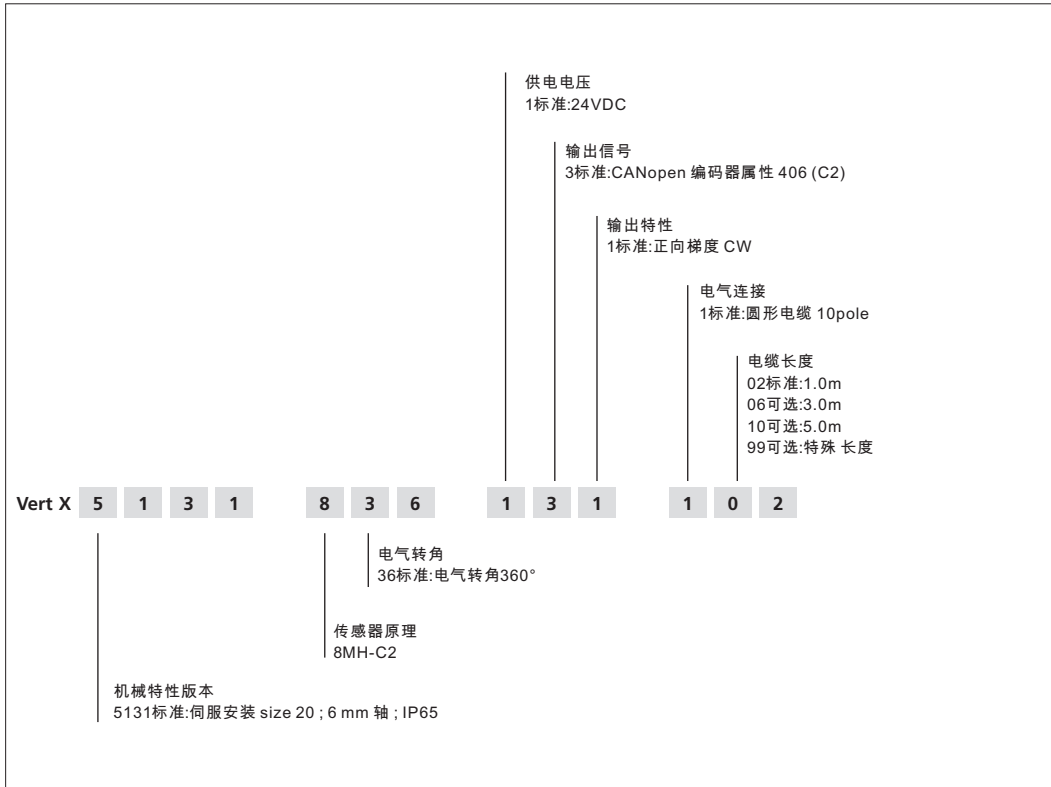 供电电压
1标准:24VDC
输出信号
3标准:CANopen 编码器属性 406 (C2)
输出特性
1标准:正向梯度 CW
电气连接
1标准:圆形电缆 10pole
电缆长度
02标准:1.0m
06可选:3.0m
10可选:5.0m
99可选:特殊 长度
Vert X 5 1 3 1 8 3 6 1 3 1 1 0 2
电气转角
36标准:电气转角360°
传感器原理
8MH-C2
机械特性版本
5131标准:伺服安装 size 20 ; 6 mm 轴 ; IP65